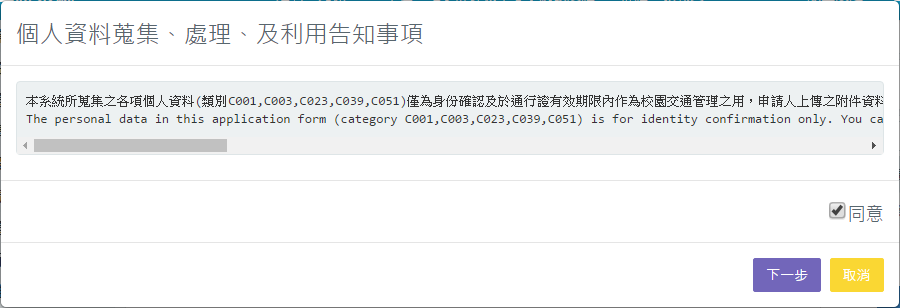 個人資料蒐集、處理、及利用告知事項
本系統所蒐集之各項個人資料(類別C001,C003,C023,C039,C051)僅為身份確認及於通行證有效期限內作為校園交通管理之用，申請人上傳之附件資料
The personal data in this application form (category C001,C003,C023,C039,C051) is for identity confirmation only. You ca
同意
下一步 取消